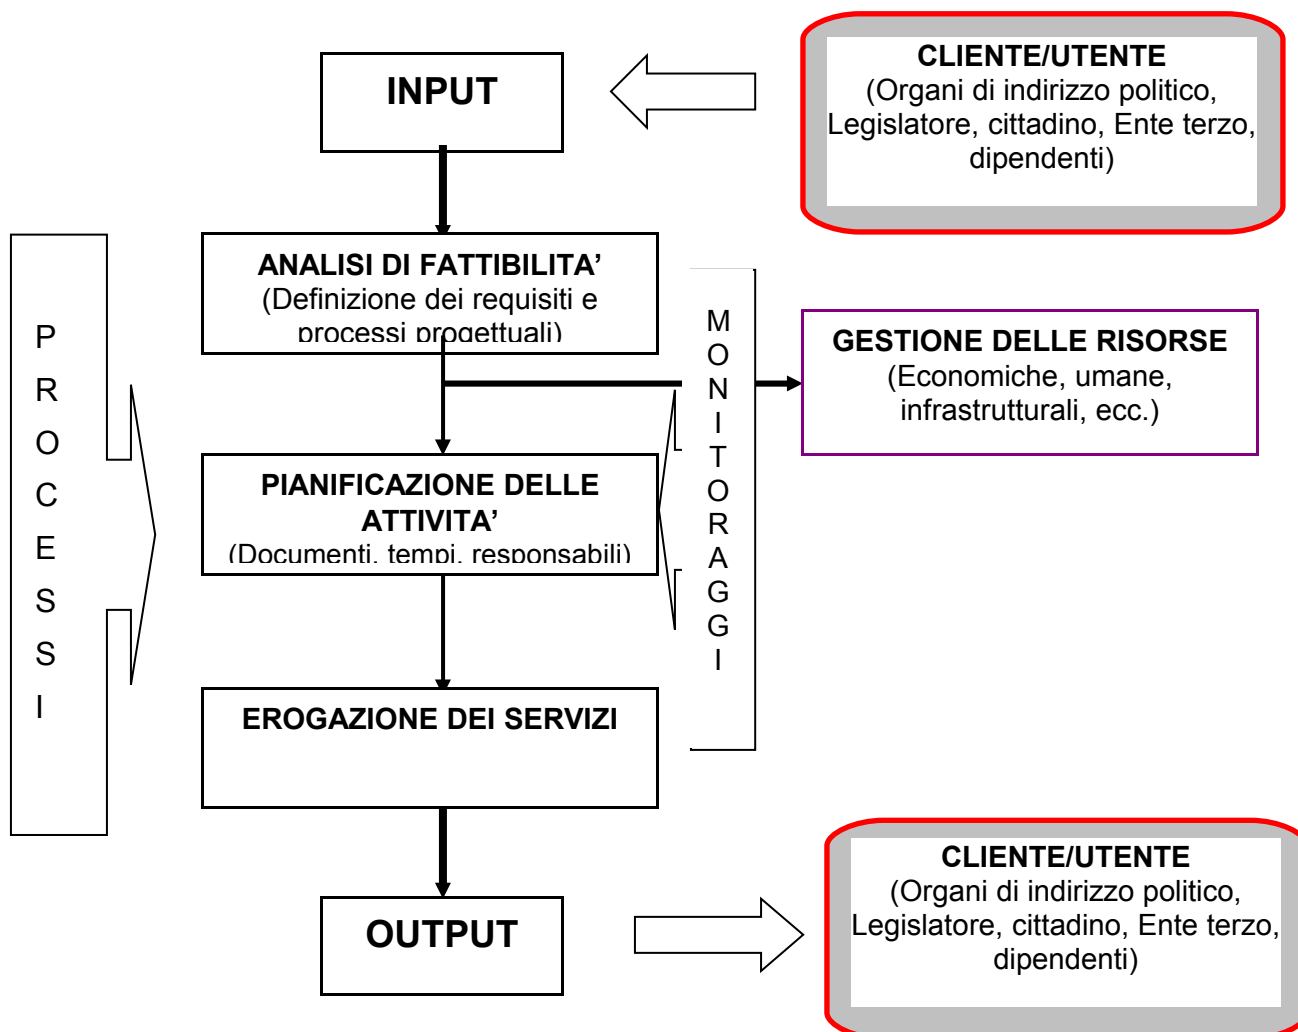 INPUT
CLIENTE/UTENTE
(Organi di indirizzo politico,
Legislatore, cittadino, Ente terzo,
dipendenti)
PROCESSI
ANALISI DI FATTIBILITA’
(Definizione dei requisiti e
processi progettuali)
MONITORAGGI
GESTIONE DELLE RISORSE
(Economiche, umane,
infrastrutturali, ecc.)
PIANIFICAZIONE DELLE
ATTIVITA’
(Documenti, tempi, responsabili)
EROGAZIONE DEI SERVIZI
OUTPUT
CLIENTE/UTENTE
(Organi di indirizzo politico,
Legislatore, cittadino, Ente terzo,
dipendenti)